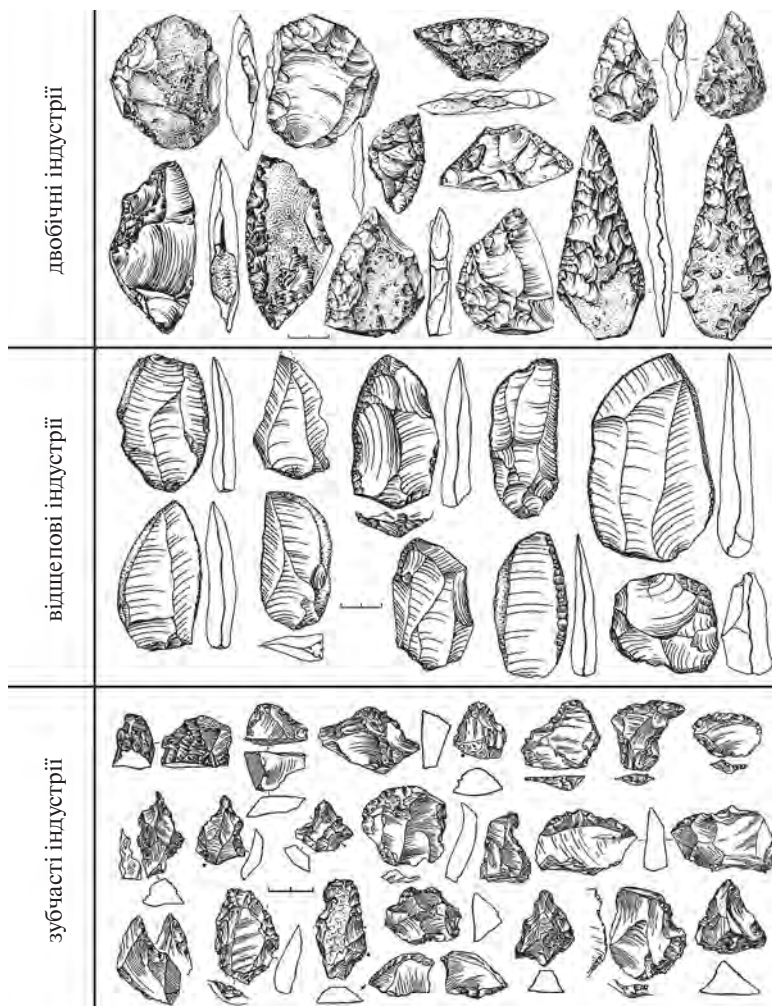 двобічні індустрії
відщепові індустрії
зубчасті індустрії